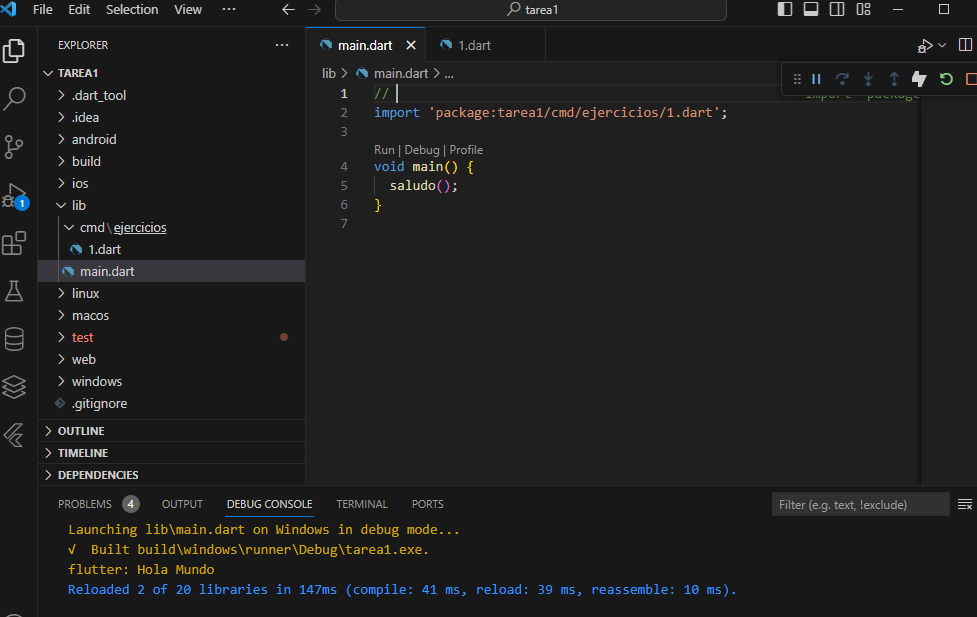 File Edit Selection View ··· tarea1
EXPLORER ···
main.dart 1.dart
TAREA1
.dart_tool
.idea
android
build
ios
lib
cmd\ejercicios
1.dart
main.dart
linux
macos
test
web
windows
.gitignore
OUTLINE
TIMELINE
DEPENDENCIES
1
lib > main.dart > ...
1 //
import 'package
2 import 'package:tarea1/cmd/ejercicios/1.dart';
3
Run | Debug | Profile
4 void main() {
5 saludo();
6 }
7
PROBLEMS 4 OUTPUT DEBUG CONSOLE TERMINAL PORTS Filter (e.g. text, !exclude)
Launching lib\main.dart on Windows in debug mode...
√ Built build\windows\runner\Debug\tarea1.exe.
flutter: Hola Mundo
Reloaded 2 of 20 libraries in 147ms (compile: 41 ms, reload: 39 ms, reassemble: 10 ms).